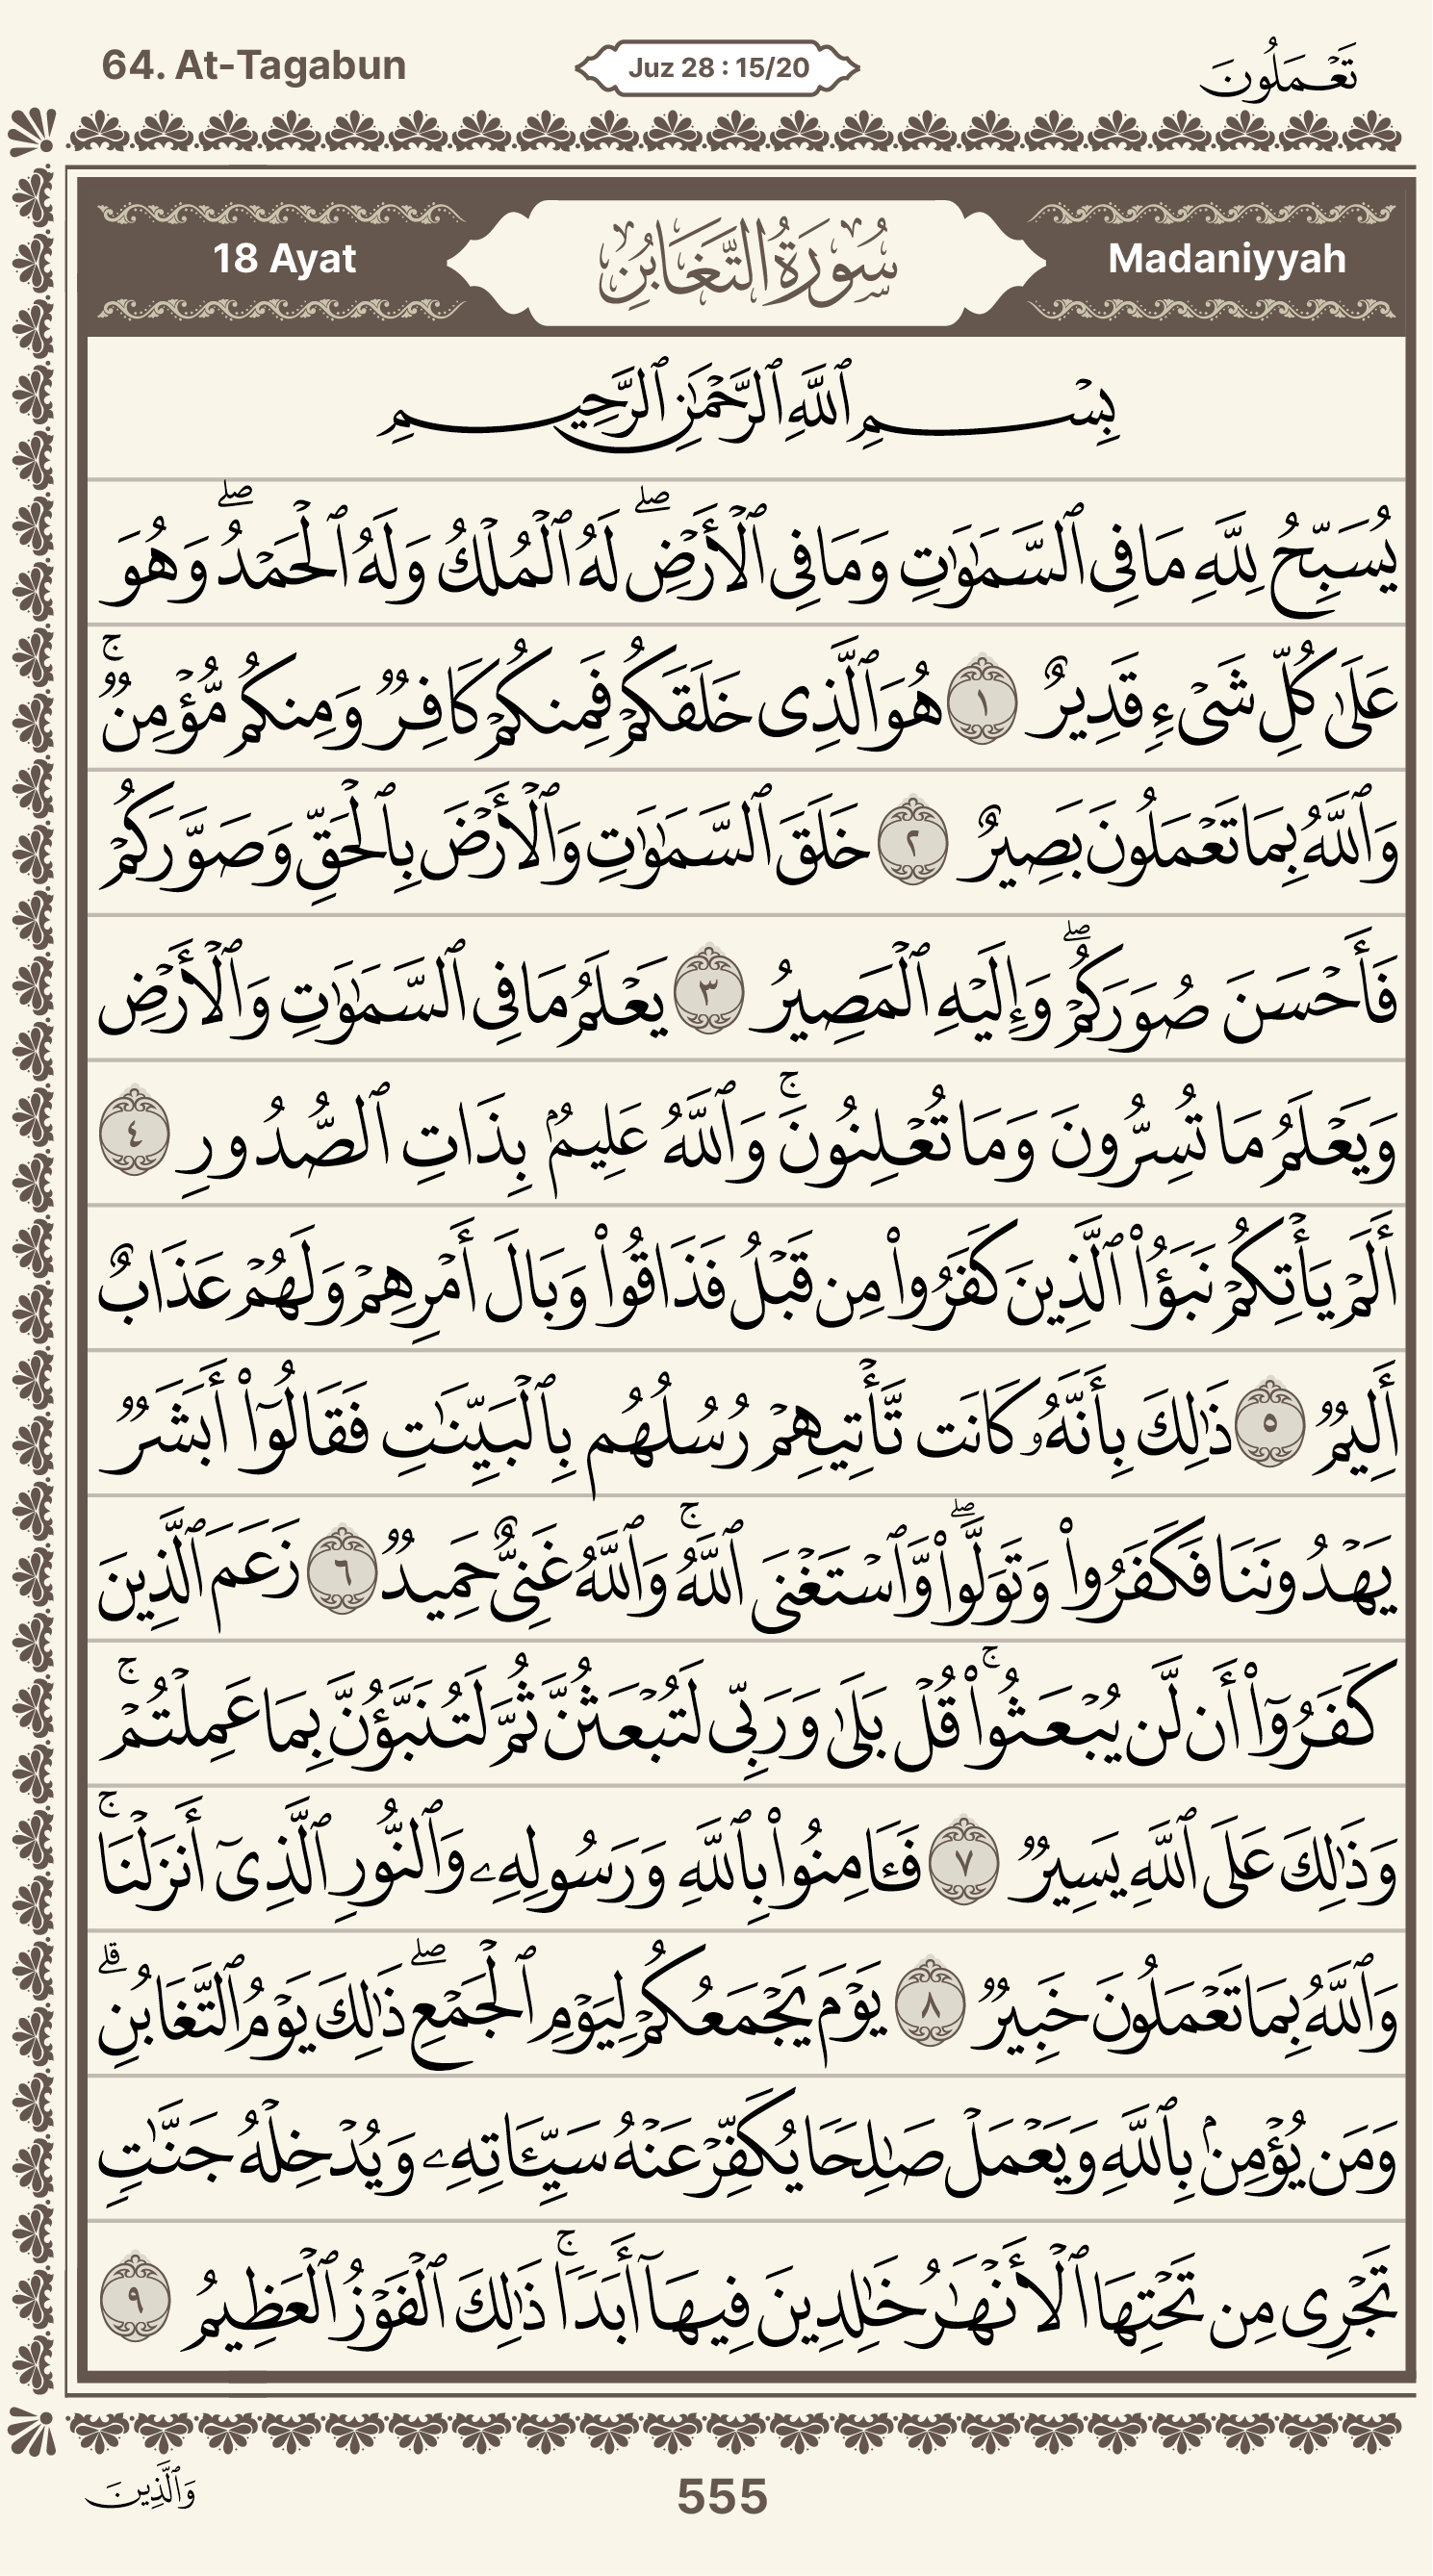 64. At-Tagabun
Juz 28 : 15/20
تَعْمَلُونَ
18 Ayat
سُورَةُ التَّغَابُنِ
Madaniyyah
بِسْمِ ٱللَّهِ ٱلرَّحْمَٰنِ ٱلرَّحِيمِ
يُسَبِّحُ لِلَّهِ مَا فِى ٱلسَّمَٰوَٰتِ وَمَا فِى ٱلْأَرْضِ ۖ لَهُ ٱلْمُلْكُ وَلَهُ ٱلْحَمْدُ ۖ وَهُوَ
عَلَىٰ كُلِّ شَىْءٍ قَدِيرٌ ١ هُوَ ٱلَّذِى خَلَقَكُمْ فَمِنكُمْ كَافِرٌ وَمِنكُم مُّؤْمِنٌ ۚ
وَٱللَّهُ بِمَا تَعْمَلُونَ بَصِيرٌ ٢ خَلَقَ ٱلسَّمَٰوَٰتِ وَٱلْأَرْضَ بِٱلْحَقِّ وَصَوَّرَكُمْ
فَأَحْسَنَ صُوَرَكُمْ ۖ وَإِلَيْهِ ٱلْمَصِيرُ ٣ يَعْلَمُ مَا فِى ٱلسَّمَٰوَٰتِ وَٱلْأَرْضِ
وَيَعْلَمُ مَا تُسِرُّونَ وَمَا تُعْلِنُونَ ۚ وَٱللَّهُ عَلِيمٌۢ بِذَاتِ ٱلصُّدُورِ ٤
أَلَمْ يَأْتِكُمْ نَبَؤُا۟ ٱلَّذِينَ كَفَرُوا۟ مِن قَبْلُ فَذَاقُوا۟ وَبَالَ أَمْرِهِمْ وَلَهُمْ عَذَابٌ
أَلِيمٌ ٥ ذَٰلِكَ بِأَنَّهُۥ كَانَت تَّأْتِيهِمْ رُسُلُهُم بِٱلْبَيِّنَٰتِ فَقَالُوٓا۟ أَبَشَرٌ
يَهْدُونَنَا فَكَفَرُوا۟ وَتَوَلَّوا۟ ۖ وَّٱسْتَغْنَى ٱللَّهُ ۚ وَٱللَّهُ غَنِىٌّ حَمِيدٌ ٦ زَعَمَ ٱلَّذِينَ
كَفَرُوٓا۟ أَن لَّن يُبْعَثُوا۟ ۚ قُلْ بَلَىٰ وَرَبِّى لَتُبْعَثُنَّ ثُمَّ لَتُنَبَّؤُنَّ بِمَا عَمِلْتُمْ ۚ
وَذَٰلِكَ عَلَى ٱللَّهِ يَسِيرٌ ٧ فَـَٔامِنُوا۟ بِٱللَّهِ وَرَسُولِهِۦ وَٱلنُّورِ ٱلَّذِىٓ أَنزَلْنَا ۚ
وَٱللَّهُ بِمَا تَعْمَلُونَ خَبِيرٌ ٨ يَوْمَ يَجْمَعُكُمْ لِيَوْمِ ٱلْجَمْعِ ۖ ذَٰلِكَ يَوْمُ ٱلتَّغَابُنِ ۗ
وَمَن يُؤْمِنۢ بِٱللَّهِ وَيَعْمَلْ صَٰلِحًا يُكَفِّرْ عَنْهُ سَيِّـَٔاتِهِۦ وَيُدْخِلْهُ جَنَّٰتٍ
تَجْرِى مِن تَحْتِهَا ٱلْأَنْهَٰرُ خَٰلِدِينَ فِيهَآ أَبَدًا ۚ ذَٰلِكَ ٱلْفَوْزُ ٱلْعَظِيمُ ٩
وَٱلَّذِينَ
555